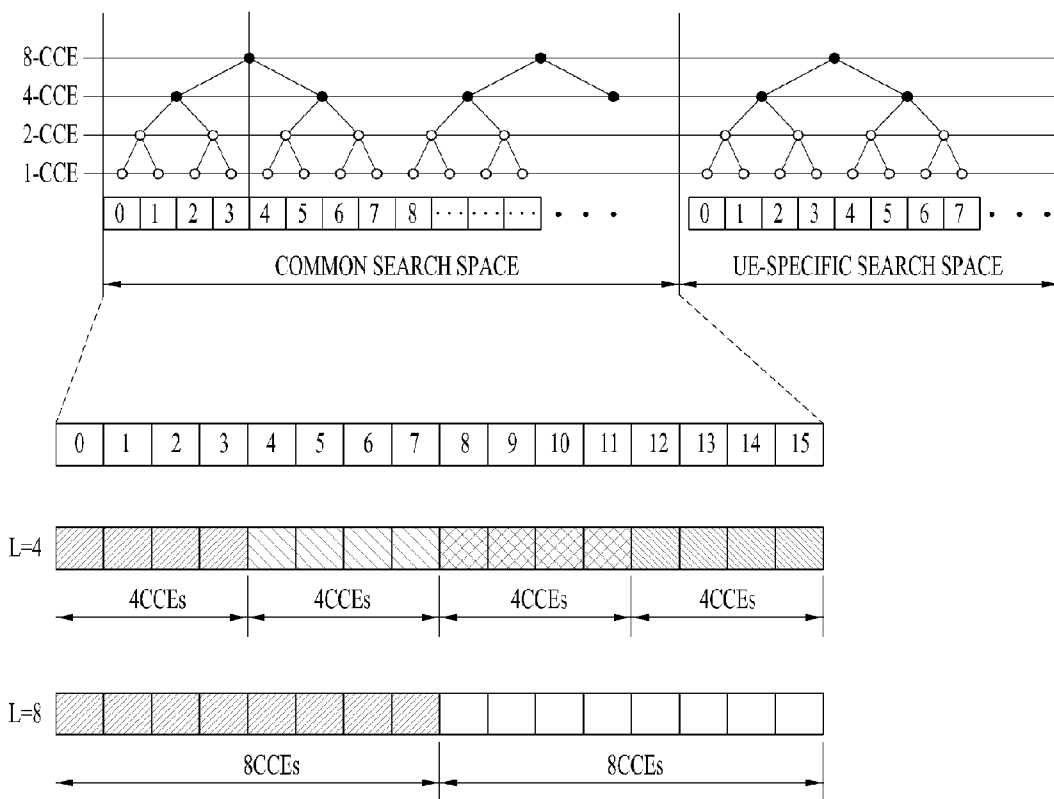 8-CCE
4-CCE
2-CCE
1-CCE
0 1 2 3 4 5 6 7 8 ... ... ... . . .
0 1 2 3 4 5 6 7 . . .
COMMON SEARCH SPACE
UE-SPECIFIC SEARCH SPACE
0 1 2 3 4 5 6 7 8 9 10 11 12 13 14 15
L=4
4CCEs 4CCEs 4CCEs 4CCEs
L=8
8CCEs 8CCEs